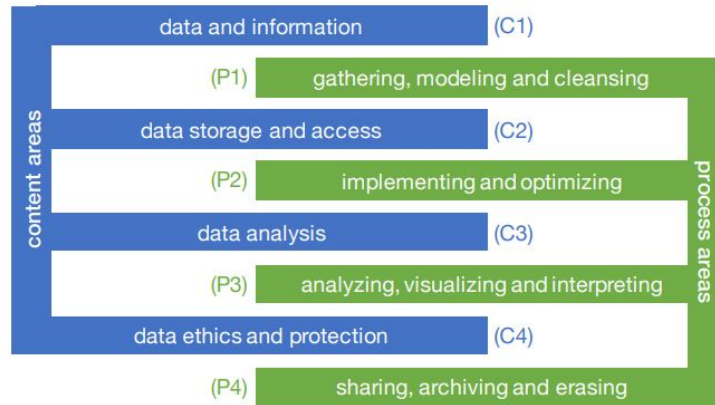 data and information (C1)
(P1) gathering, modeling and cleansing
data storage and access (C2)
(P2) implementing and optimizing
data analysis (C3)
(P3) analyzing, visualizing and interpreting
data ethics and protection (C4)
(P4) sharing, archiving and erasing
content areas
process areas